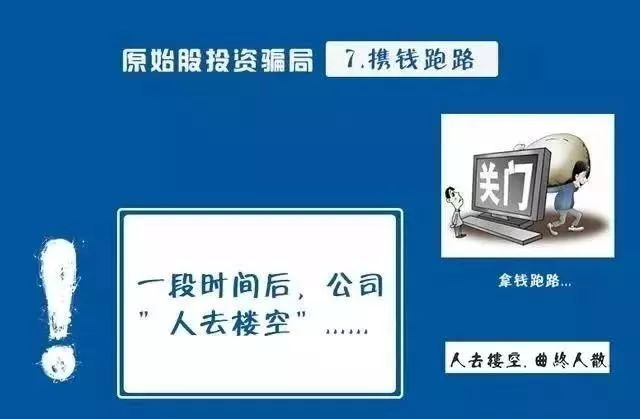 原始股投资骗局 7.携钱跑路
关门
拿钱跑路...
一段时间后，公司
”人去楼空”……
人去楼空.曲终人散